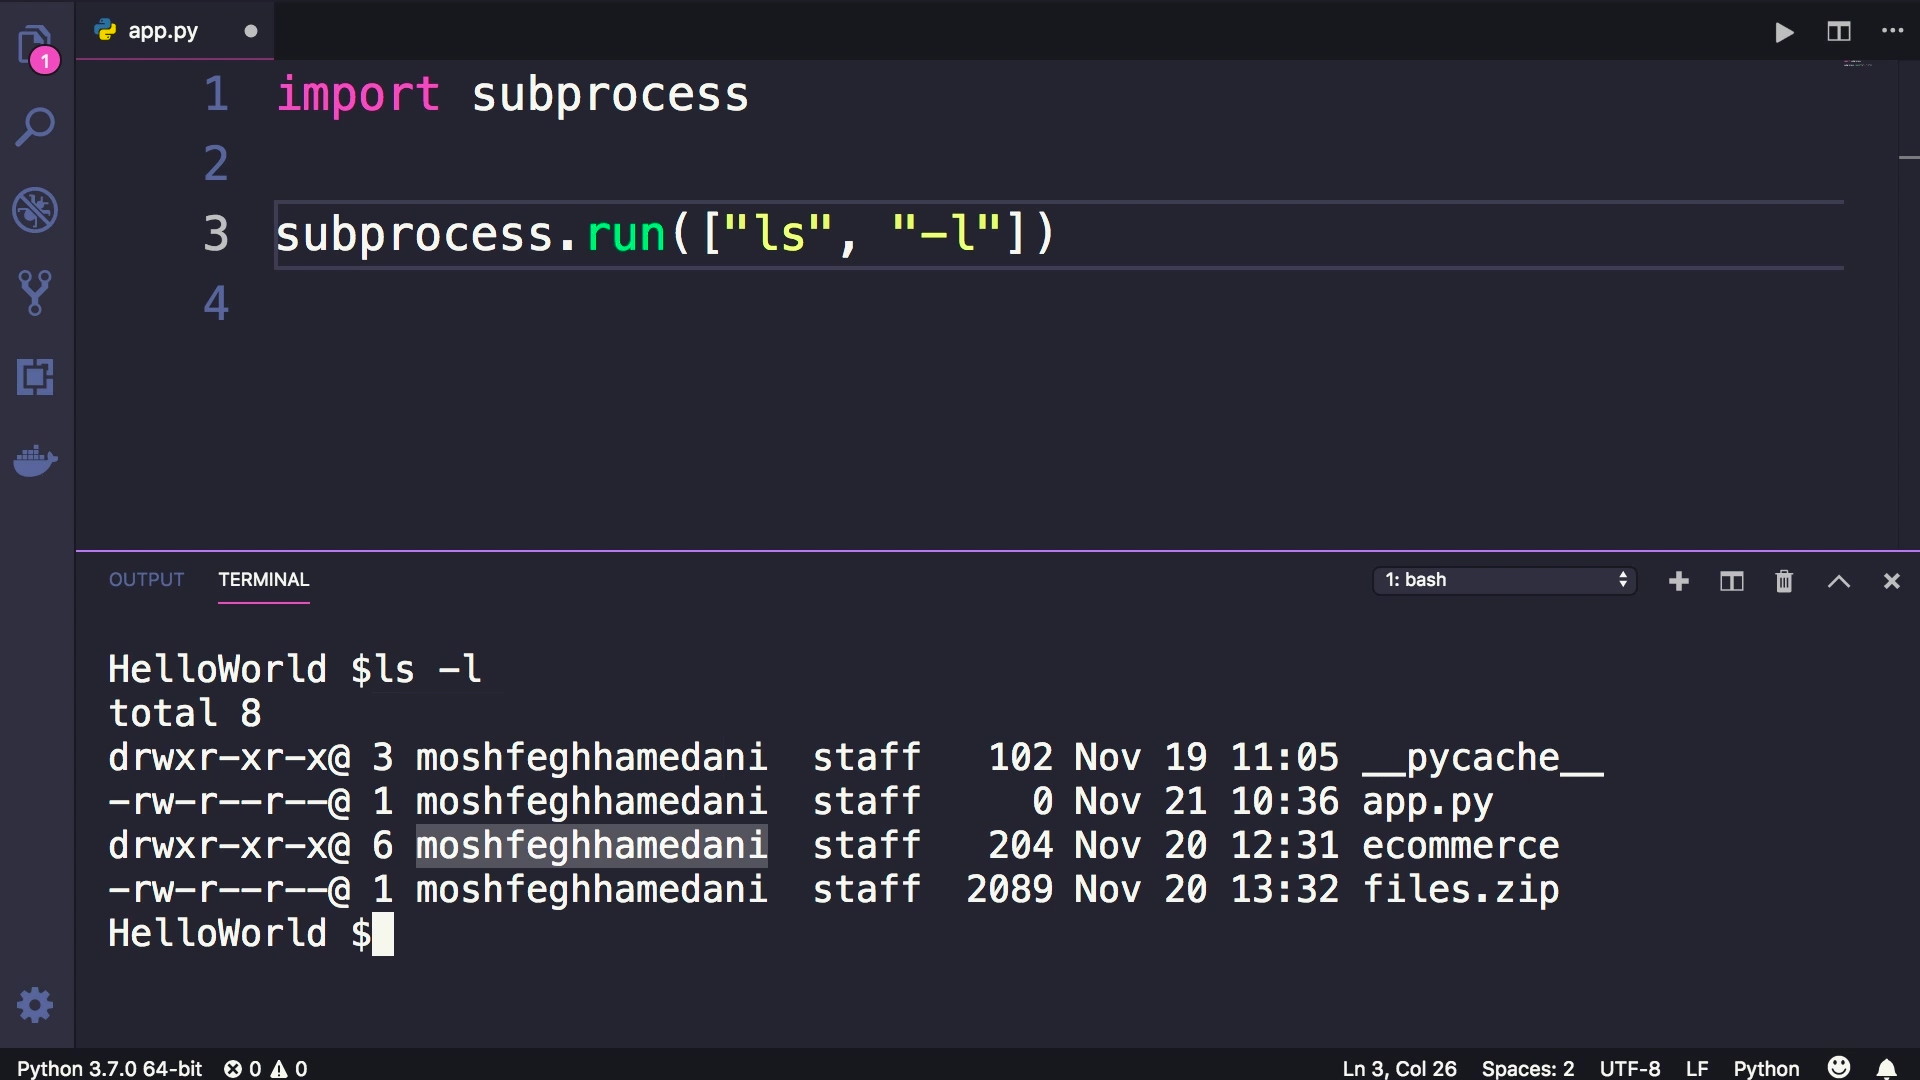 1
app.py
1 import subprocess
2
3 subprocess.run(["ls", "-l"])
4
OUTPUT TERMINAL 1: bash
HelloWorld $ls -l
total 8
drwxr-xr-x@ 3 moshfeghhamedani  staff   102 Nov 19 11:05 __pycache__
-rw-r--r--@ 1 moshfeghhamedani  staff     0 Nov 21 10:36 app.py
drwxr-xr-x@ 6 moshfeghhamedani  staff   204 Nov 20 12:31 ecommerce
-rw-r--r--@ 1 moshfeghhamedani  staff  2089 Nov 20 13:32 files.zip
HelloWorld $
Python 3.7.0 64-bit 0 0 Ln 3, Col 26 Spaces: 2 UTF-8 LF Python